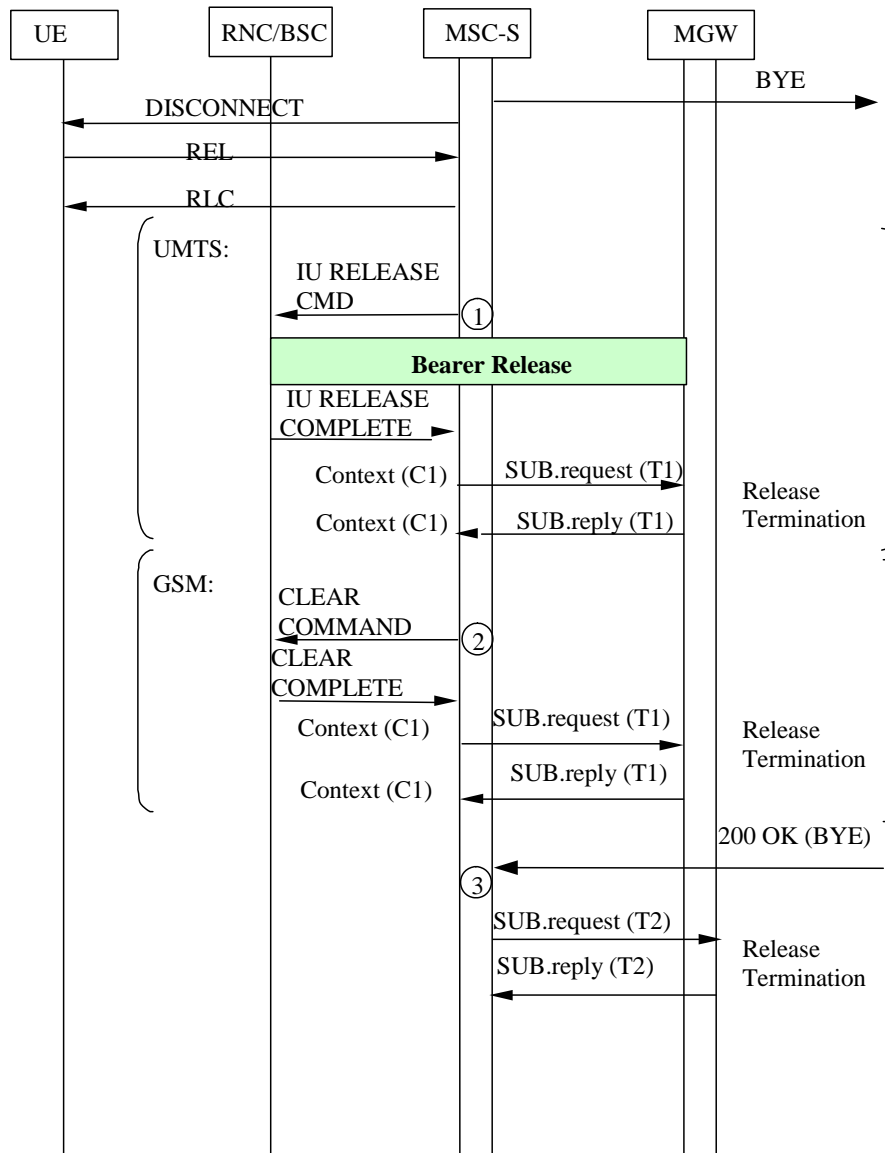 UE
RNC/BSC
MSC-S
MGW
BYE
DISCONNECT
REL
RLC
UMTS:
IU RELEASE
CMD
1
Bearer Release
IU RELEASE
COMPLETE
Context (C1)
SUB.request (T1)
Context (C1)
SUB.reply (T1)
Release
Termination
GSM:
CLEAR
COMMAND
2
CLEAR
COMPLETE
Context (C1)
SUB.request (T1)
Context (C1)
SUB.reply (T1)
Release
Termination
200 OK (BYE)
3
SUB.request (T2)
SUB.reply (T2)
Release
Termination